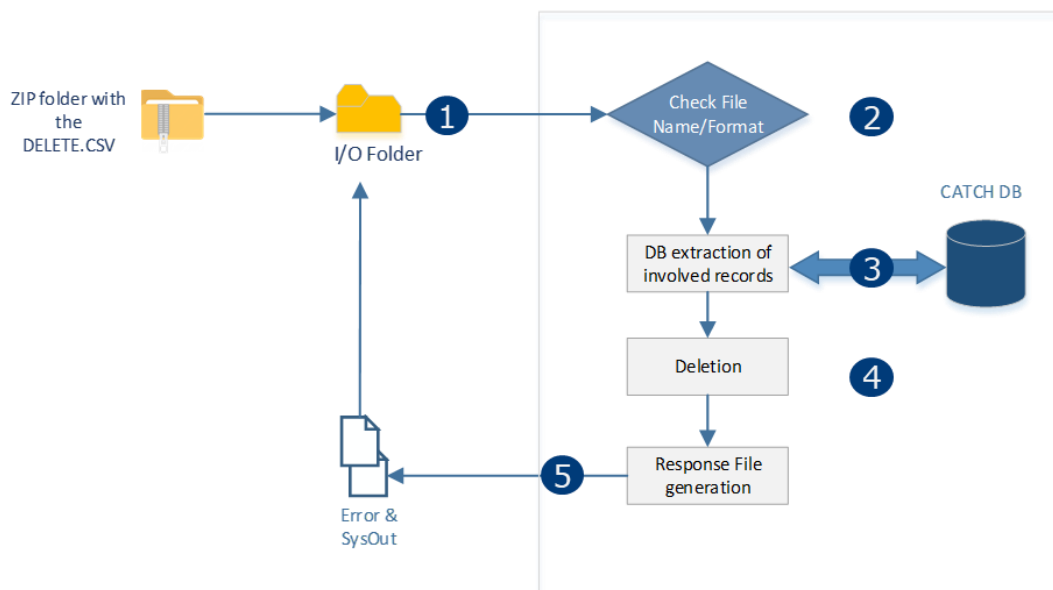 ZIP folder with
the
DELETE.CSV
I/O Folder
1
Check File
Name/Format
2
CATCH DB
DB extraction of
involved records
3
Deletion
4
Response File
generation
5
Error &
SysOut